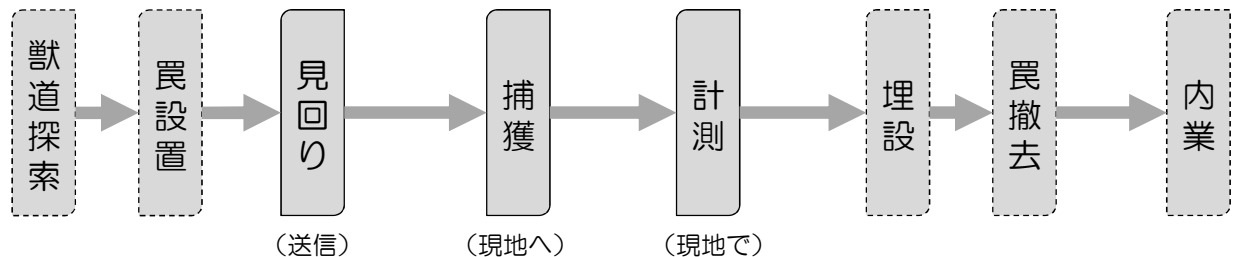 獣道探索
罠設置
見回り
捕獲
計測
埋設
罠撤去
内業
（送信）
（現地へ）
（現地で）